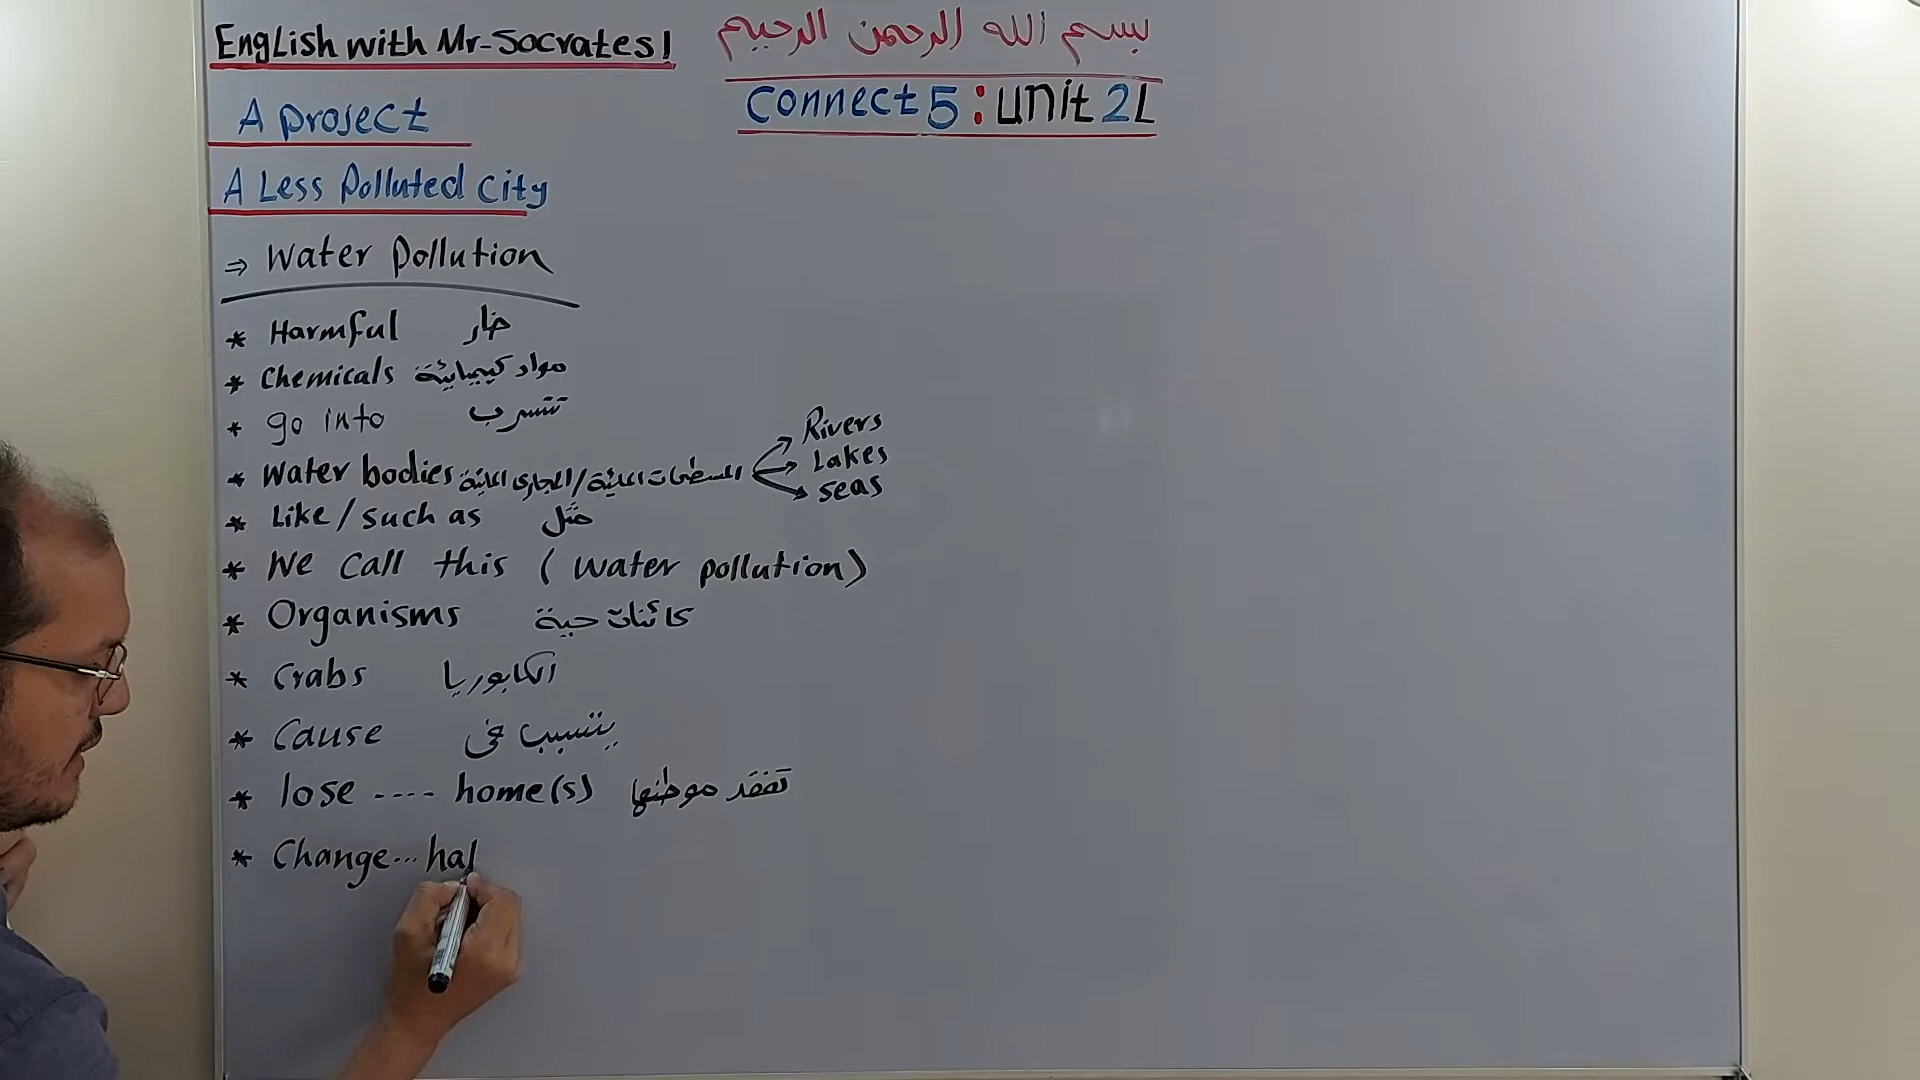 English with Mr-Socrates!
بسم الله الرحمن الرحيم
A project
Connect 5 : Unit 2L
A Less Polluted City
⇒ Water Pollution
* Harmful ضار
* Chemicals مواد كيميائية
* go into تتسرب
* Water bodies المسطحات المائية / المجارى المائية
Rivers
Lakes
seas
* Like / such as مثل
* We call this ( water pollution )
* Organisms كائنات حية
* Crabs الكابوريا
* Cause يتسبب فى
* lose ---- home(s) تفقد موطنها
* Change ... hal